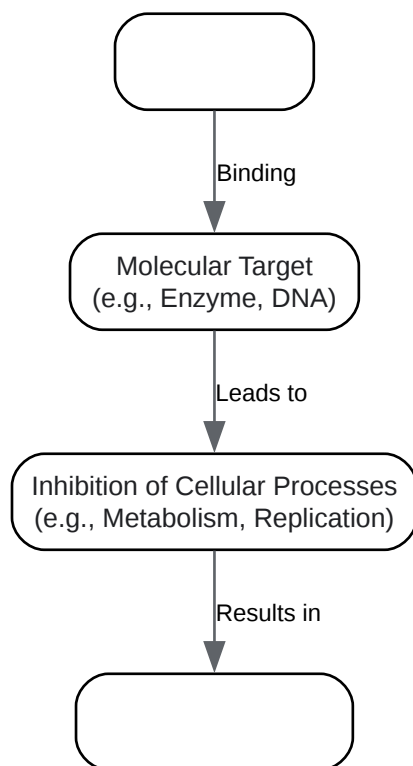 Binding
Molecular Target
(e.g., Enzyme, DNA)
Leads to
Inhibition of Cellular Processes
(e.g., Metabolism, Replication)
Results in